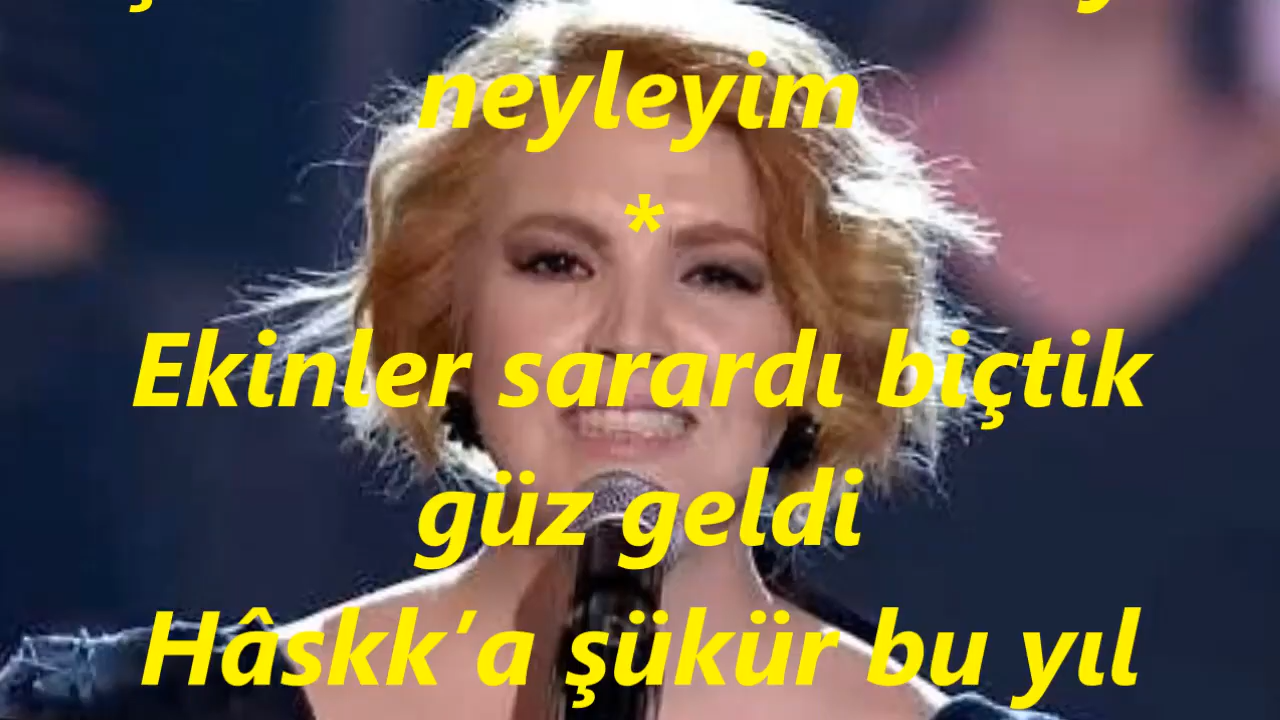 neyleyim
*
Ekinler sarardı biçtik
güz geldi
Hâskk’a şükür bu yıl